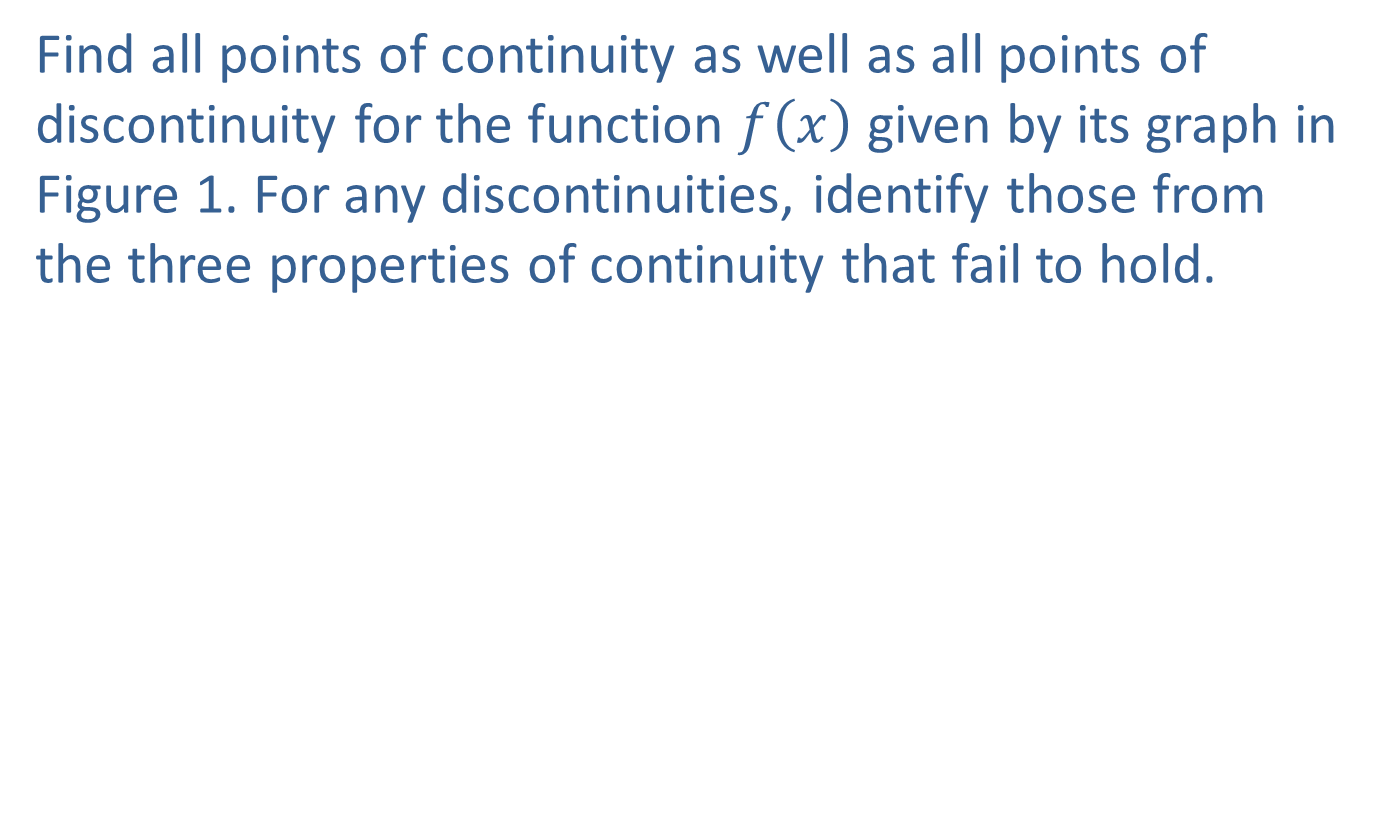 Find all points of continuity as well as all points of
discontinuity for the function 𝑓(𝑥) given by its graph in
Figure 1. For any discontinuities, identify those from
the three properties of continuity that fail to hold.